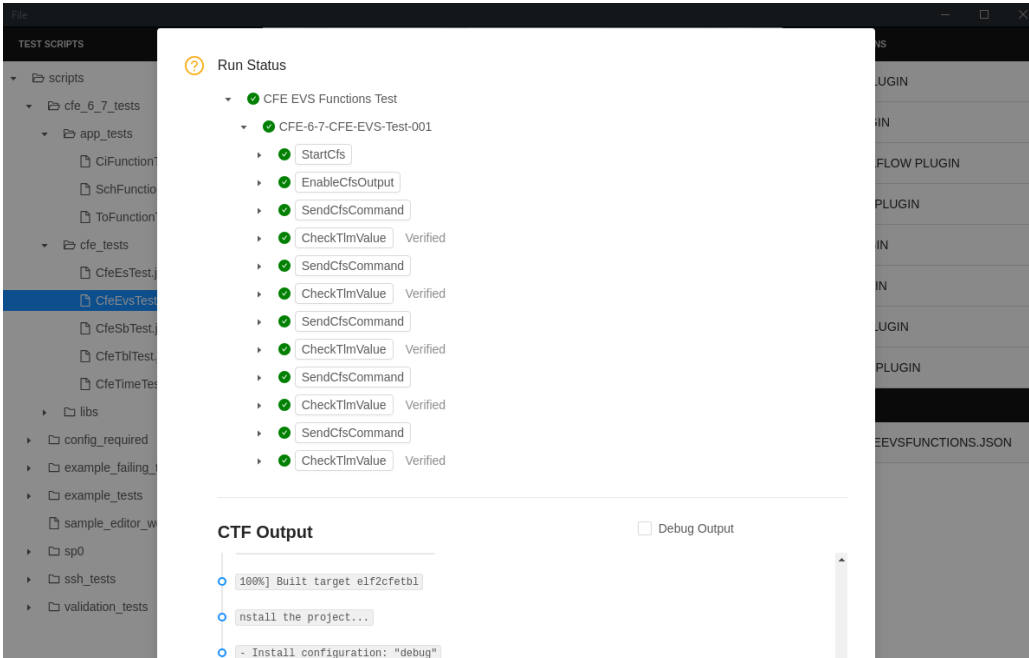 File
TEST SCRIPTS
scripts
cfe_6_7_tests
app_tests
CiFunctionT
SchFunctio
ToFunctionT
cfe_tests
CfeEsTest.j
CfeEvsTest
CfeSbTest.j
CfeTblTest.
CfeTimeTes
libs
config_required
example_failing_t
example_tests
sample_editor_wo
sp0
ssh_tests
validation_tests
Run Status
CFE EVS Functions Test
CFE-6-7-CFE-EVS-Test-001
StartCfs
EnableCfsOutput
SendCfsCommand
CheckTlmValue Verified
SendCfsCommand
CheckTlmValue Verified
SendCfsCommand
CheckTlmValue Verified
SendCfsCommand
CheckTlmValue Verified
SendCfsCommand
CheckTlmValue Verified
CTF Output
Debug Output
100%] Built target elf2cfetbl
nstall the project...
- Install configuration: "debug"
NS
LUGIN
GIN
FLOW PLUGIN
PLUGIN
GIN
IN
LUGIN
PLUGIN
EEVSFUNCTIONS.JSON